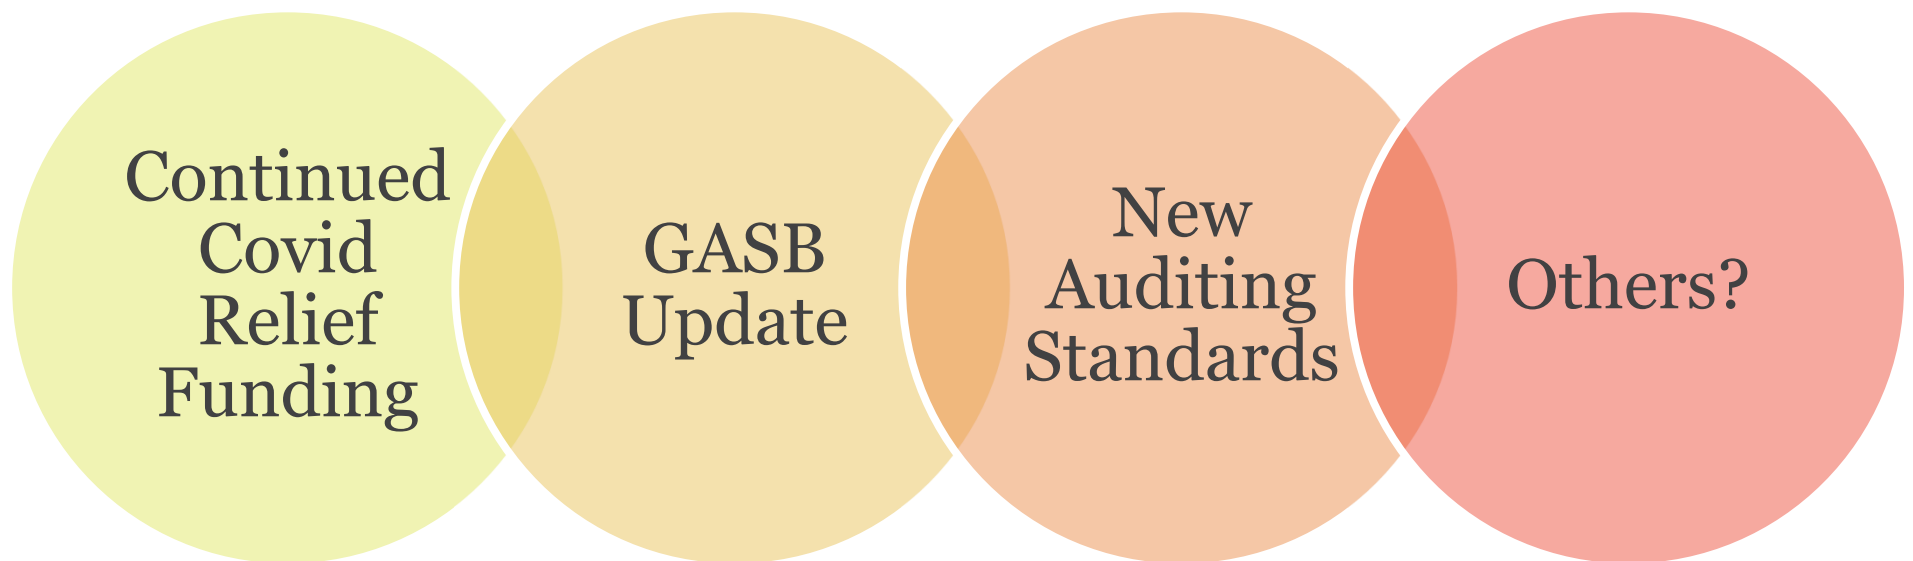 Continued
Covid
Relief
Funding
GASB
Update
New
Auditing
Standards
Others?